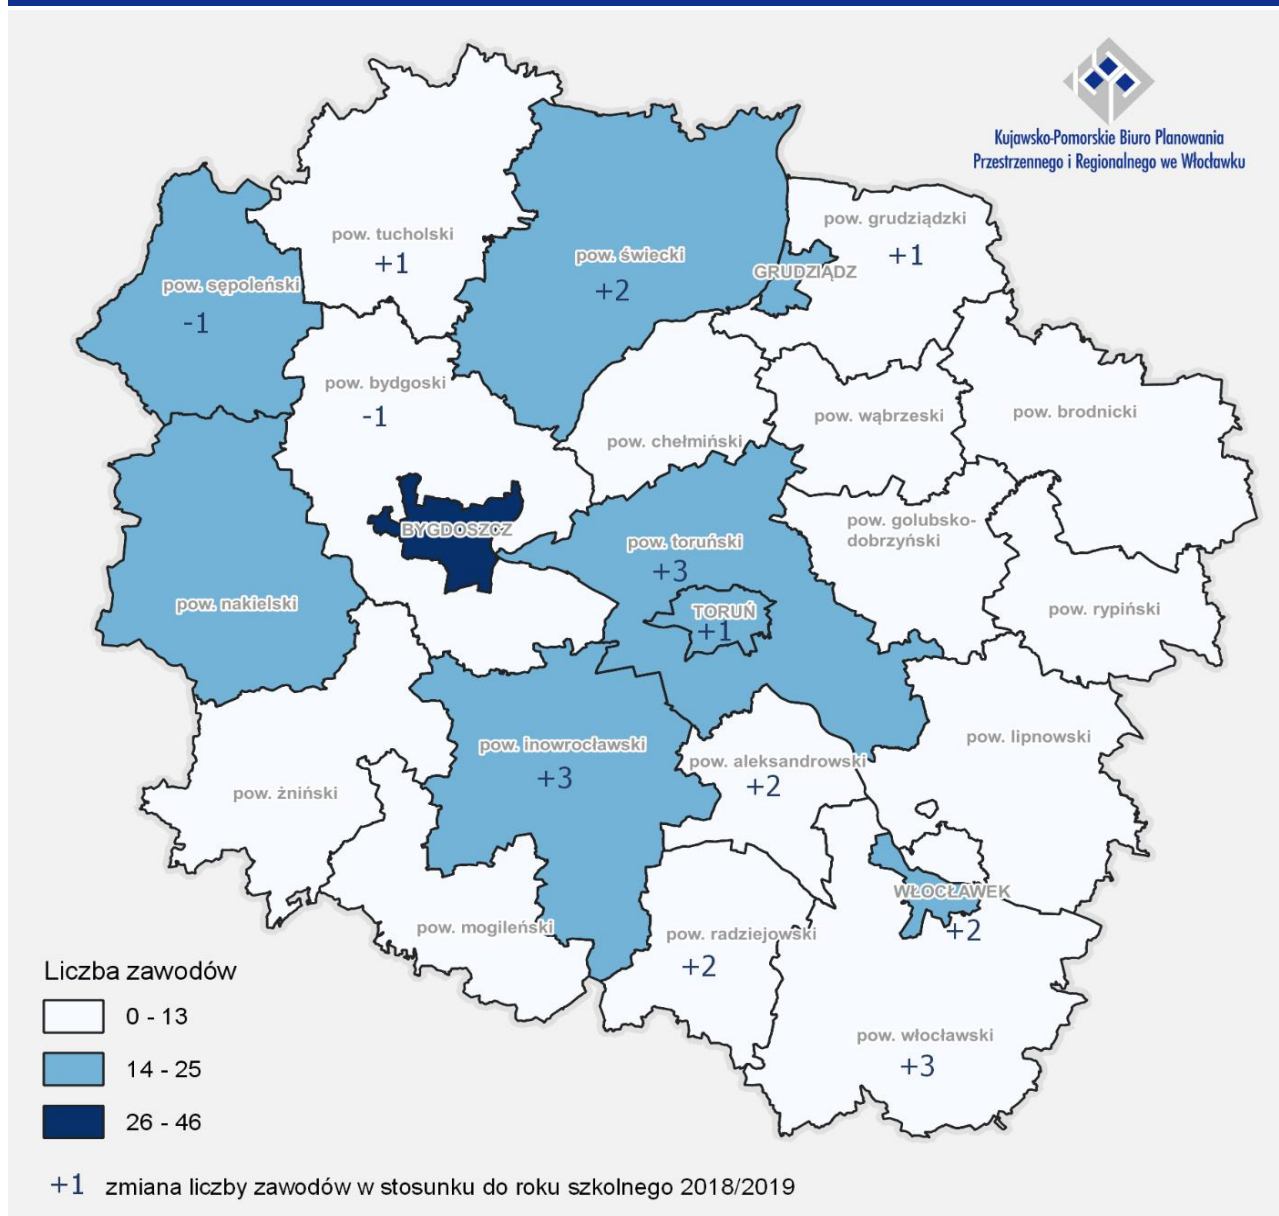 Kujawsko-Pomorskie Biuro Planowania
Przestrzennego i Regionalnego we Włocławku
pow. tucholski
+1
pow. świecki
+2
pow. grudziądzki
+1
GRUDZIĄDZ
pow. sępoleński
-1
pow. bydgoski
-1
pow. chełmiński
pow. wąbrzeski
pow. brodnicki
BYGDOSZCZ
pow. toruński
+3
pow. golubsko-
dobrzyński
pow. nakielski
TORUŃ
+1
pow. rypiński
pow. inowrocławski
+3
pow. aleksandrowski
+2
pow. lipnowski
pow. żniński
WŁOCŁAWEK
+2
pow. mogileński
pow. radziejowski
+2
pow. włocławski
+3
Liczba zawodów
0 - 13
14 - 25
26 - 46
+1 zmiana liczby zawodów w stosunku do roku szkolnego 2018/2019